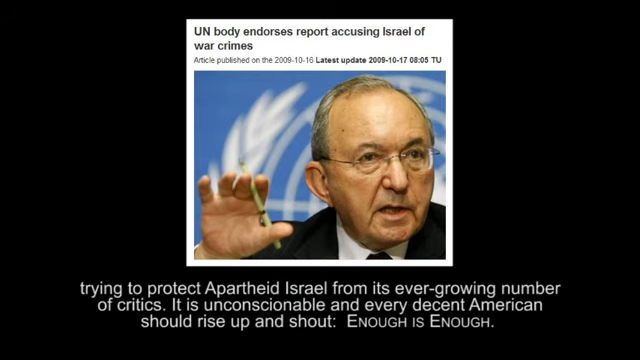 UN body endorses report accusing Israel of
war crimes
Article published on the 2009-10-16 Latest update 2009-10-17 08:05 TU
trying to protect Apartheid Israel from its ever-growing number
of critics. It is unconscionable and every decent American
should rise up and shout: ENOUGH IS ENOUGH.